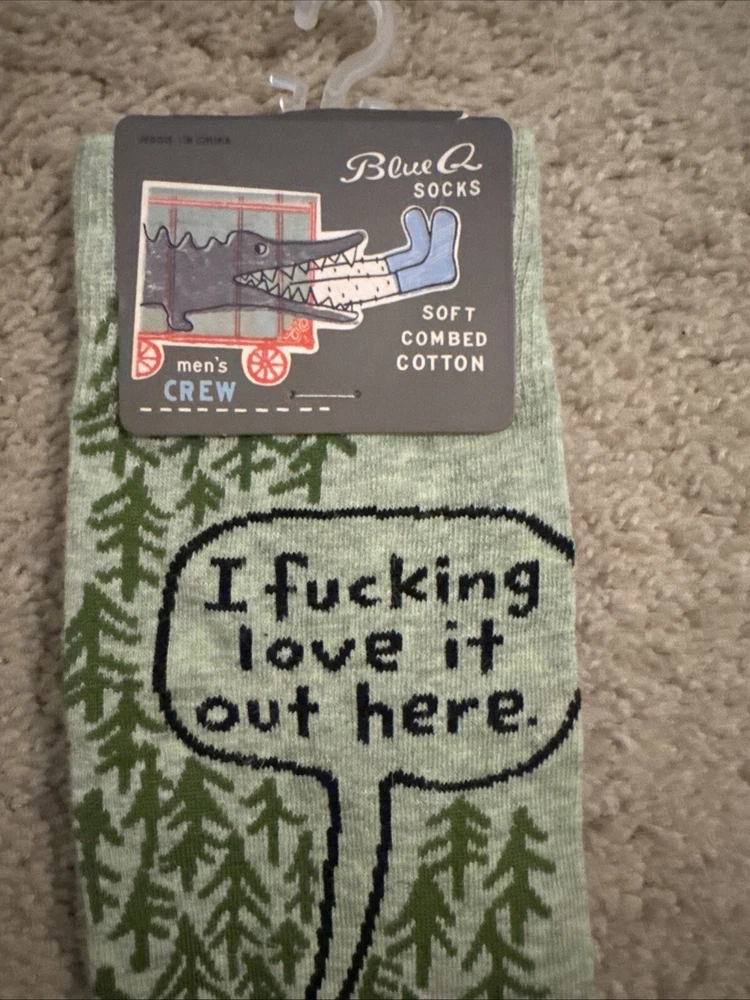 Blue Q
SOCKS
SOFT
COMBED
COTTON
men's
CREW
I fucking
love it
out here.